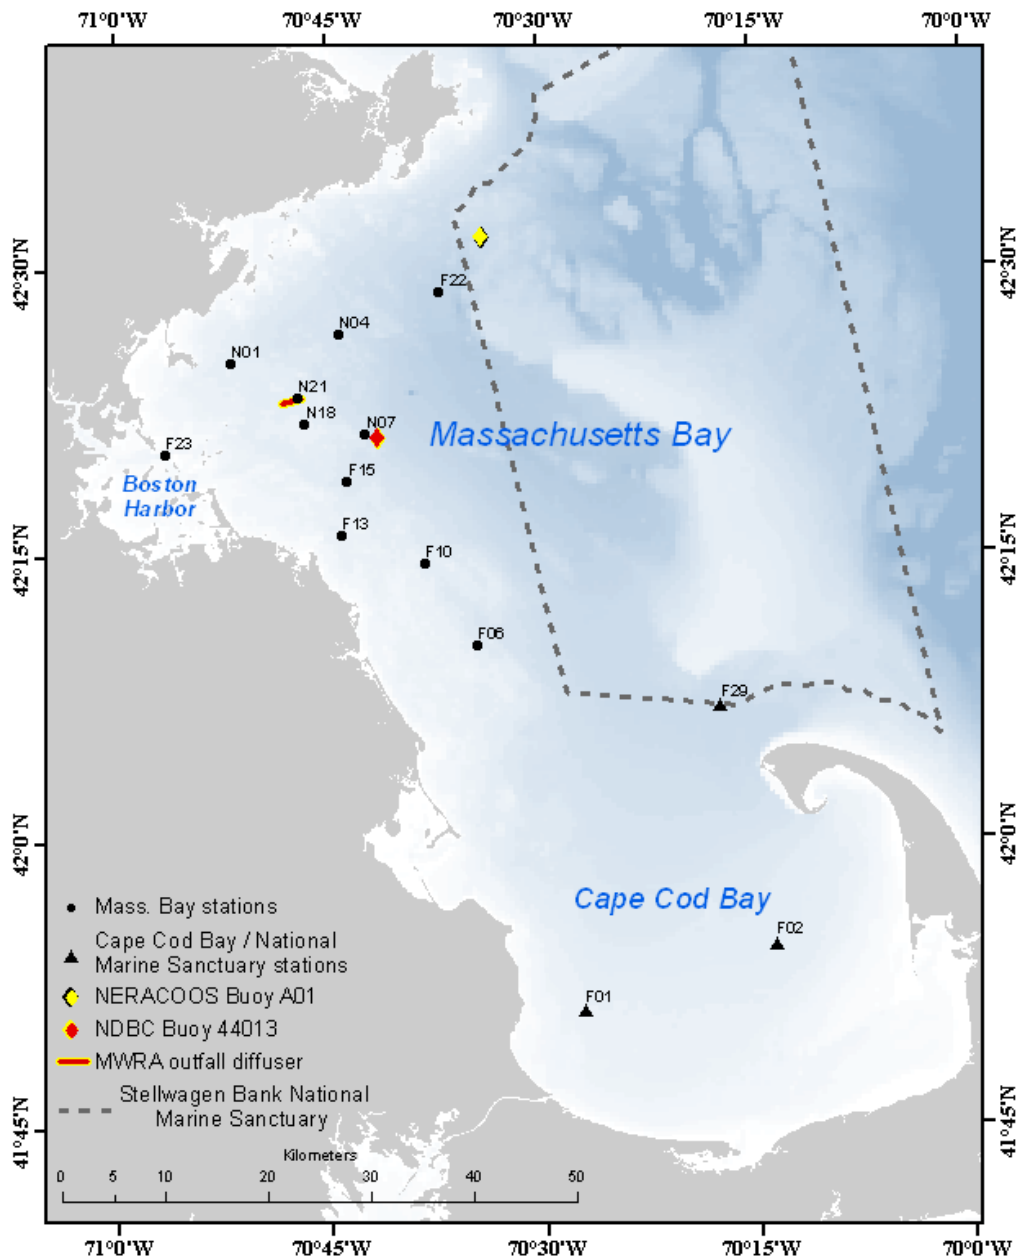 71°0'W 70°45'W 70°30'W 70°15'W 70°0'W
42°30'N
42°30'N
F22
N04
N01
N21
N18
N07
Massachusetts Bay
F23
F15
Boston
Harbor
F13
42°15'N
42°15'N
F10
F06
F29
42°0'N
42°0'N
Cape Cod Bay
Mass. Bay stations
F02
Cape Cod Bay / National
Marine Sanctuary stations
NERACOOS Buoy A01
F01
NDBC Buoy 44013
MWRA outfall diffuser
Stellwagen Bank National
Marine Sanctuary
41°45'N
41°45'N
Kilometers
0 5 10 20 30 40 50
71°0'W 70°45'W 70°30'W 70°15'W 70°0'W